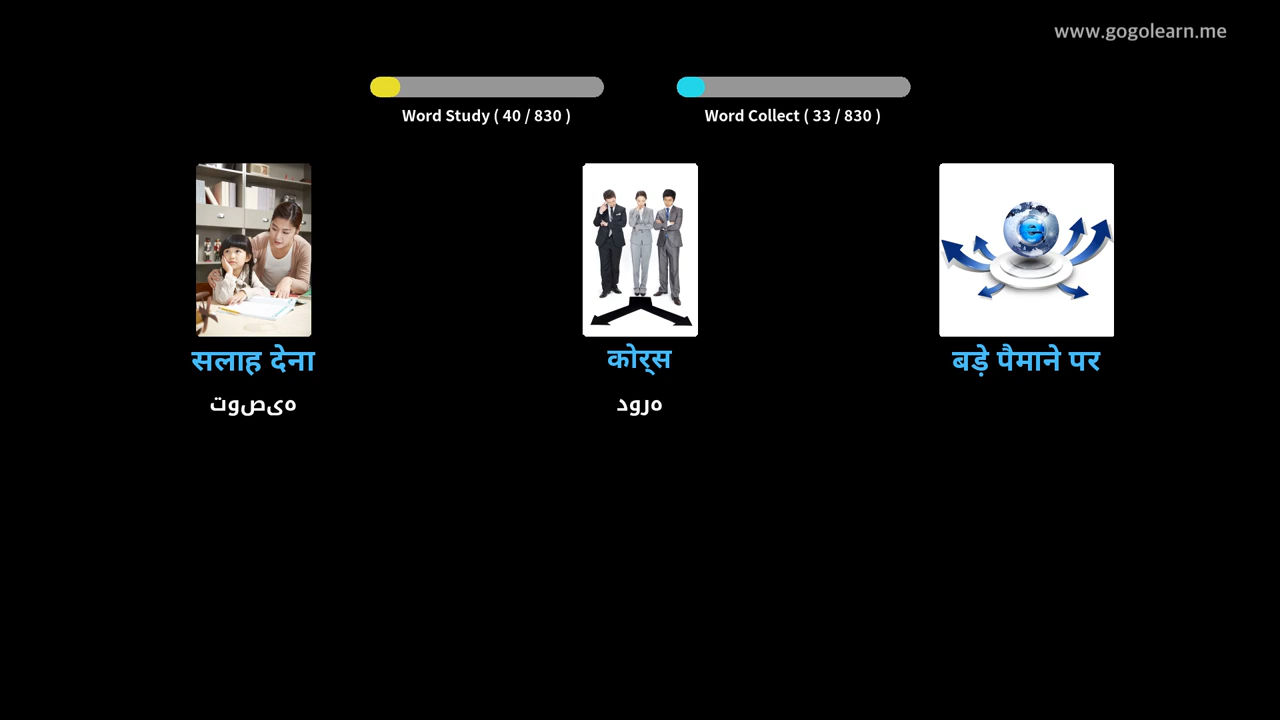 www.gogolearn.me
Word Study ( 40 / 830 )
Word Collect ( 33 / 830 )
e
सलाह देना
कोर्स
बड़े पैमाने पर
توصیه
دوره